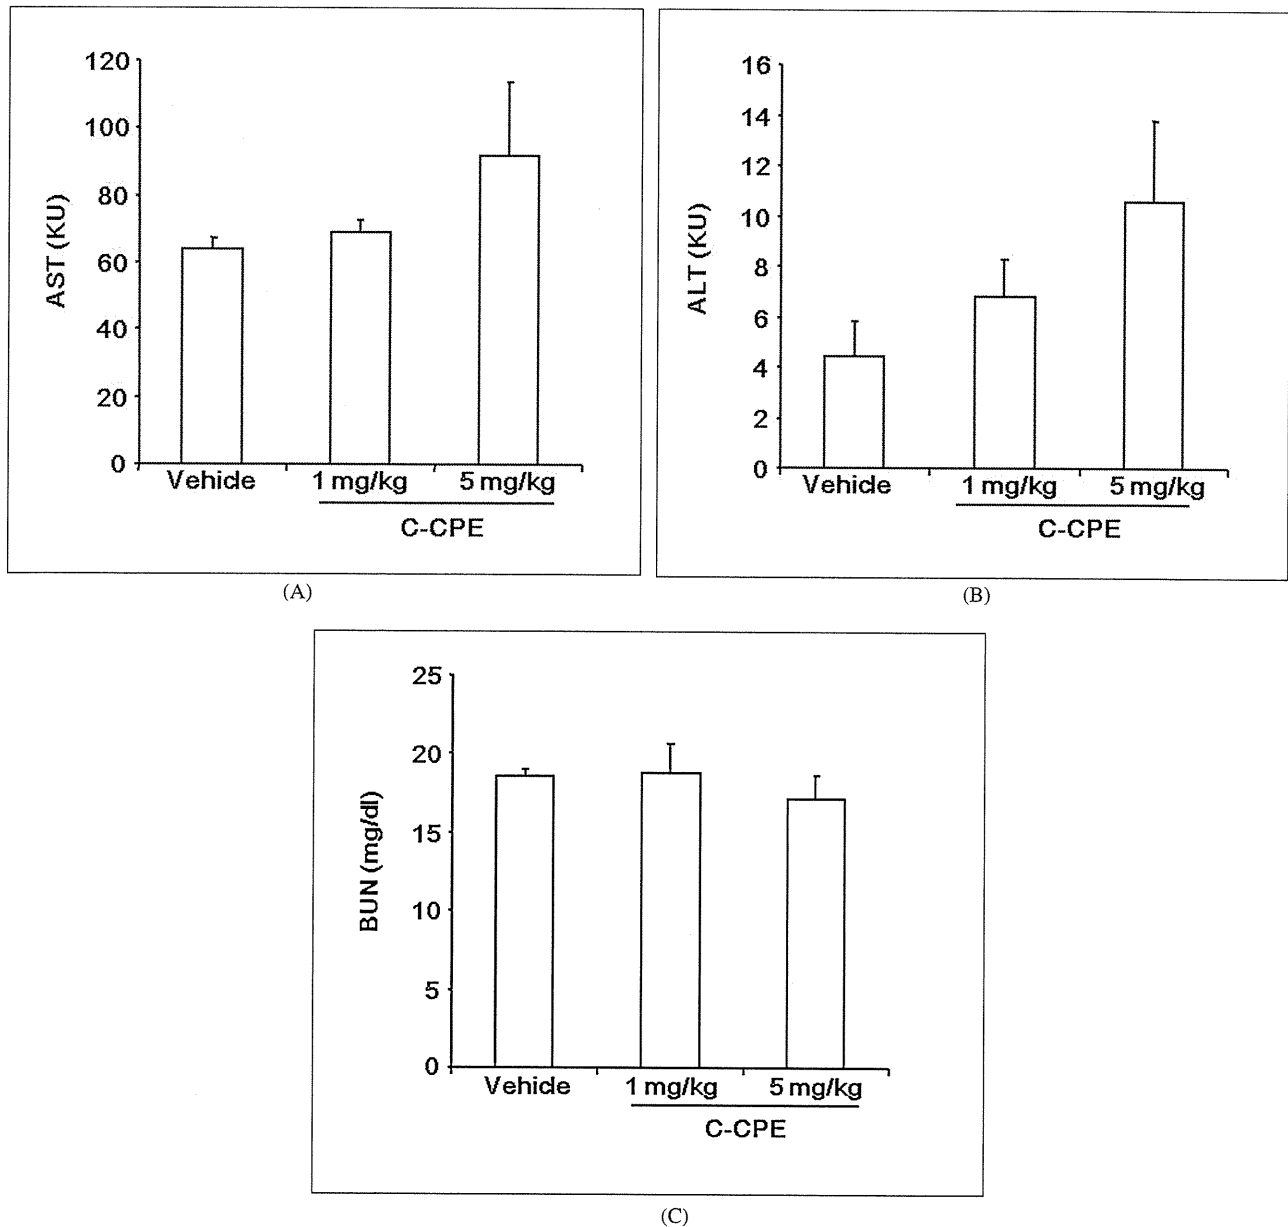 120
100
80
60
40
20
0
AST (KU)
Vehicle
1 mg/kg
5 mg/kg
C-CPE
(A)
16
14
12
10
8
6
4
2
0
ALT (KU)
Vehicle
1 mg/kg
5 mg/kg
C-CPE
(B)
25
20
15
10
5
0
BUN (mg/dl)
Vehicle
1 mg/kg
5 mg/kg
C-CPE
(C)